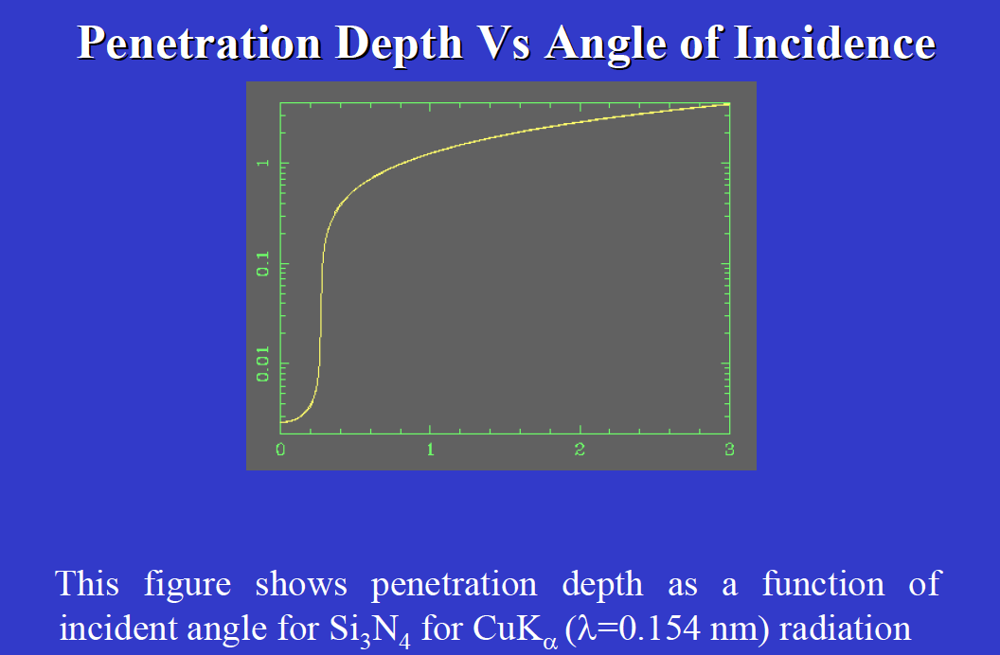 Penetration Depth Vs Angle of Incidence
1
0.1
0.01
0 1 2 3
This figure shows penetration depth as a function of
incident angle for Si₃N₄ for CuKα (λ=0.154 nm) radiation